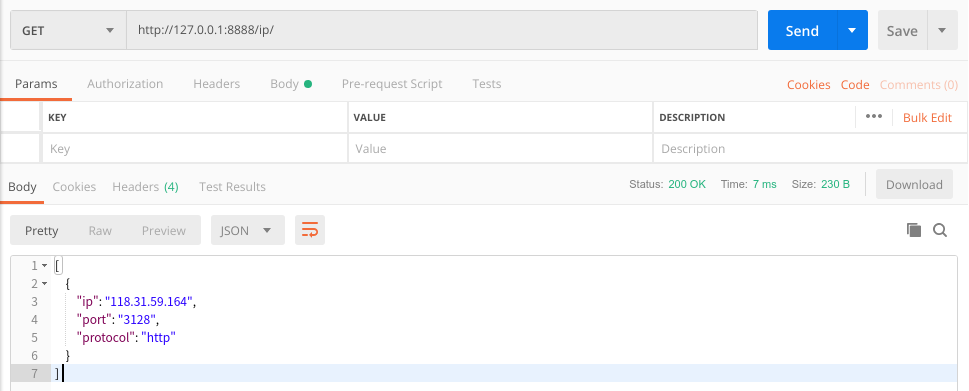 GET http://127.0.0.1:8888/ip/ Send Save
Params Authorization Headers Body Pre-request Script Tests Cookies Code Comments (0)
KEY VALUE DESCRIPTION ••• Bulk Edit
Key Value Description
Body Cookies Headers (4) Test Results Status: 200 OK Time: 7 ms Size: 230 B Download
Pretty Raw Preview JSON
1 [
2 {
3 "ip": "118.31.59.164",
4 "port": "3128",
5 "protocol": "http"
6 }
7 ]